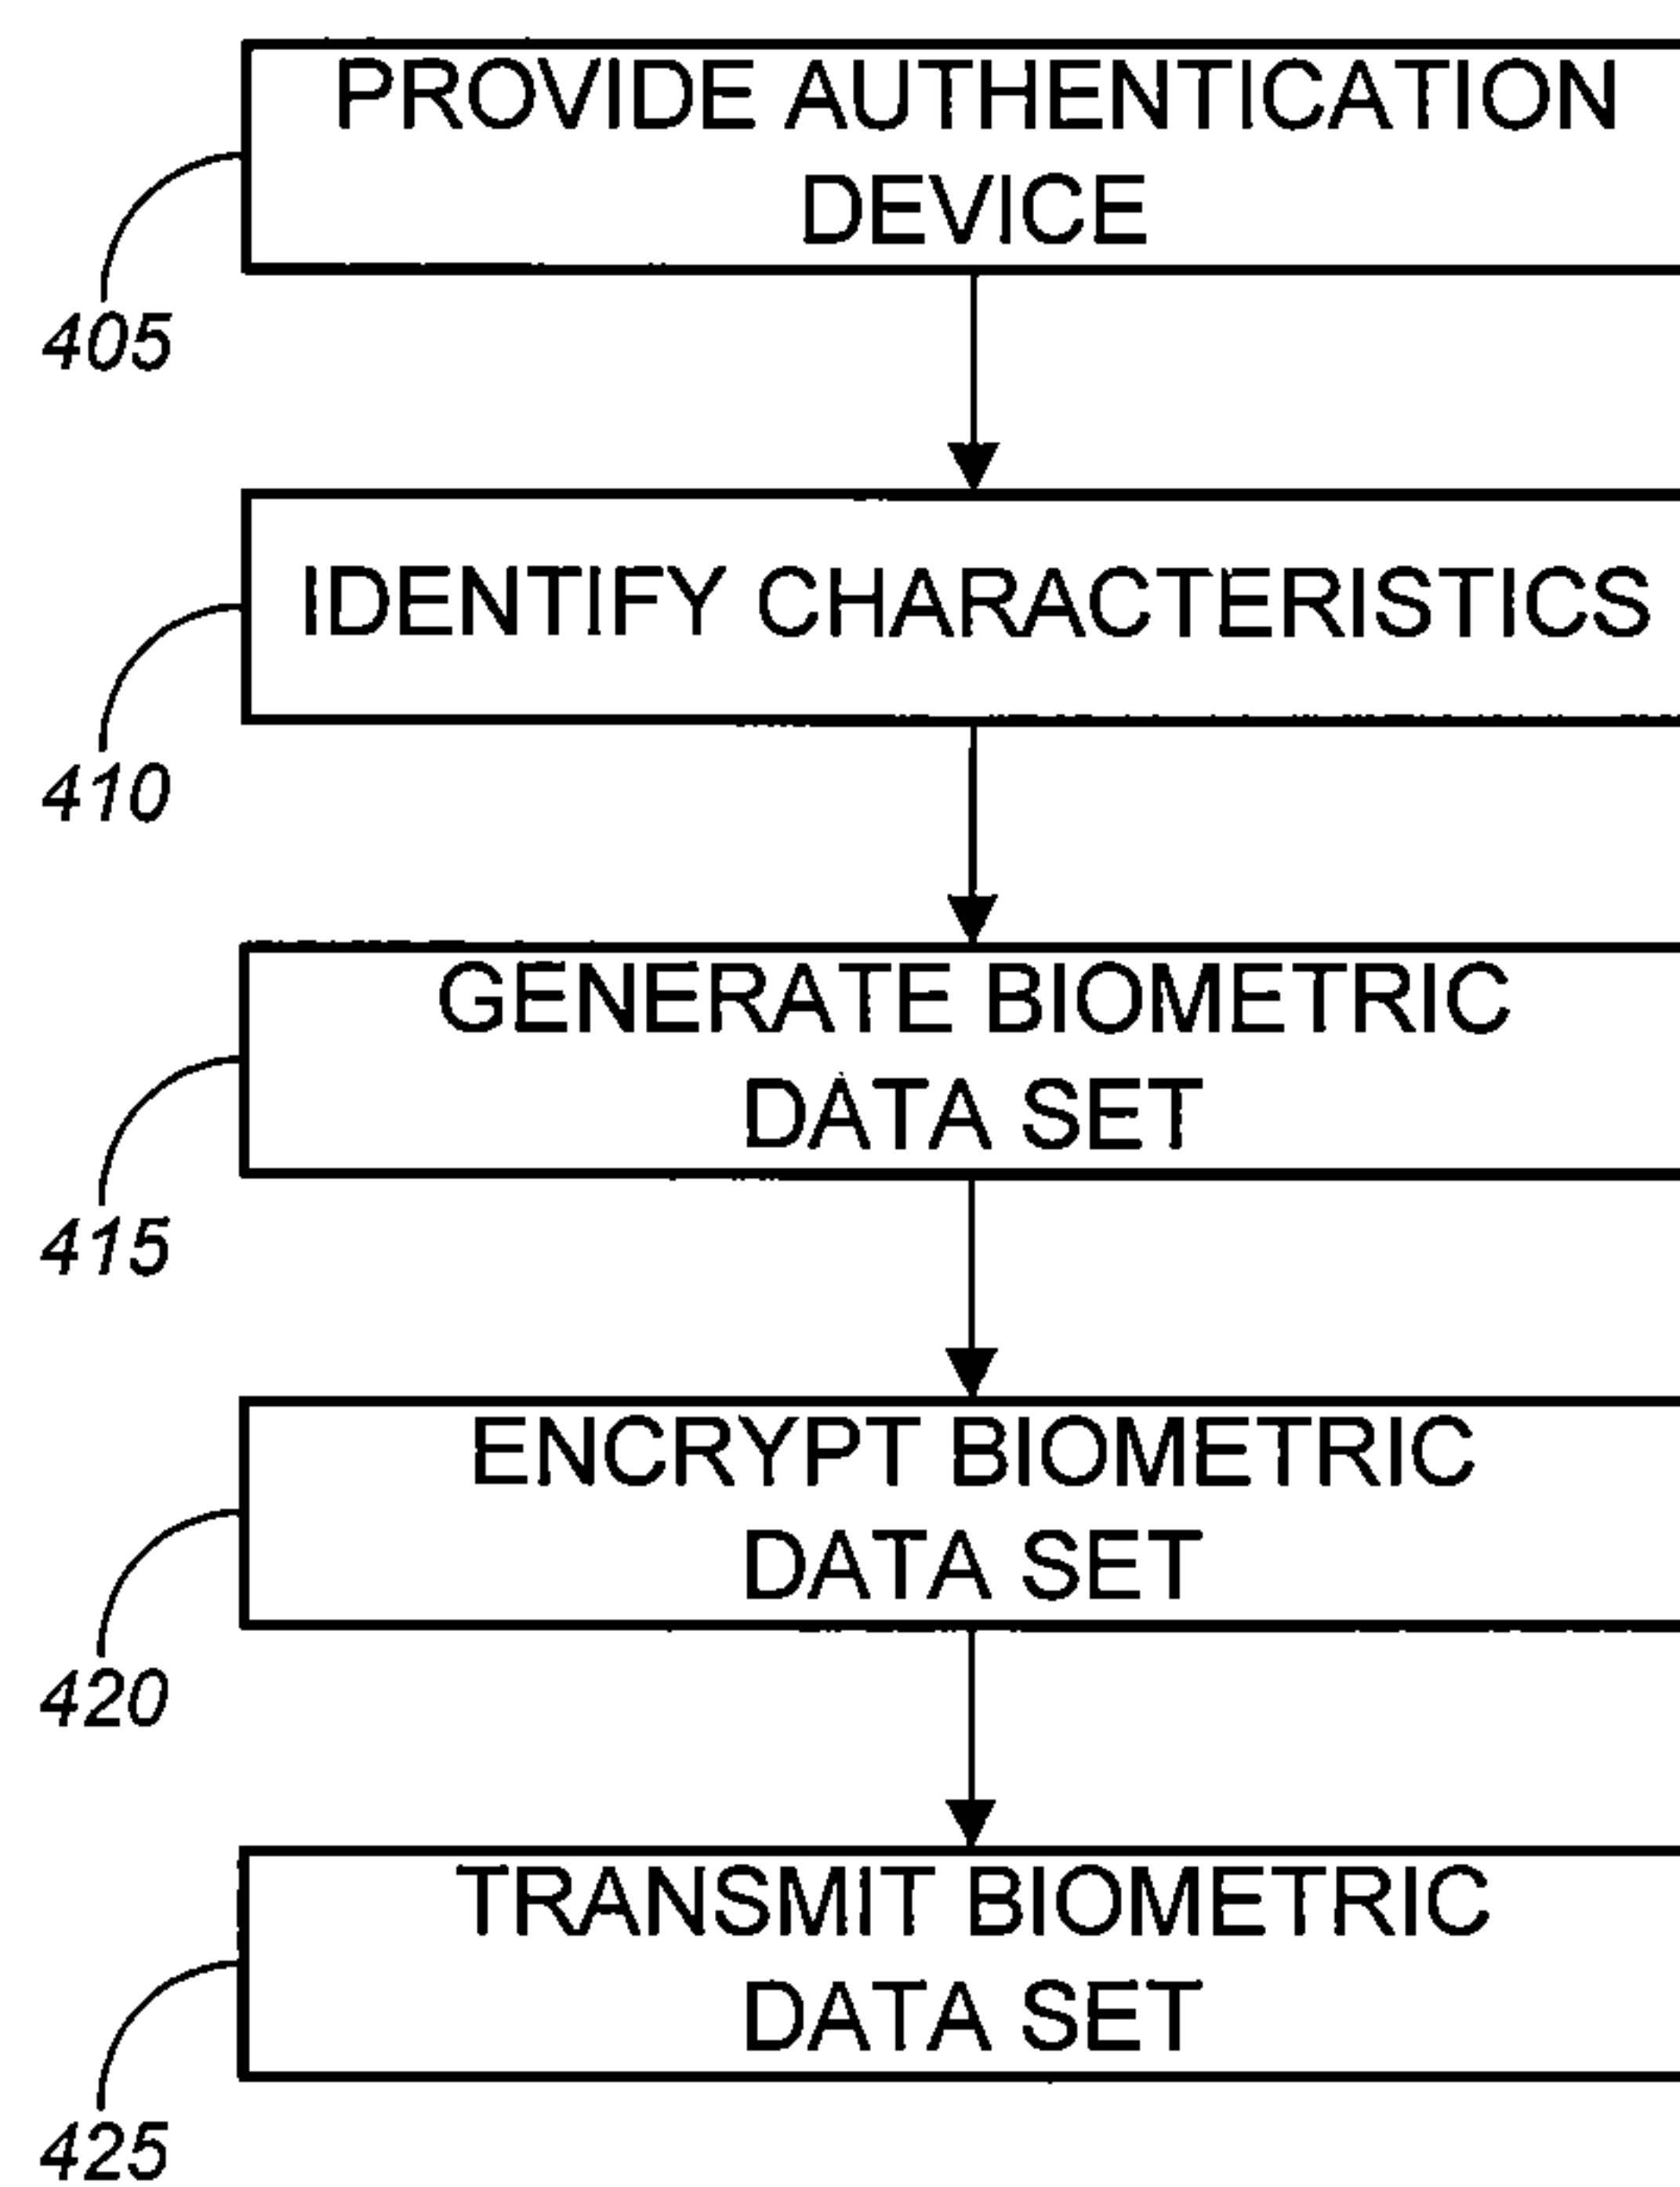 PROVIDE AUTHENTICATION
DEVICE
405
IDENTIFY CHARACTERISTICS
410
GENERATE BIOMETRIC
DATA SET
415
ENCRYPT BIOMETRIC
DATA SET
420
TRANSMIT BIOMETRIC
DATA SET
425